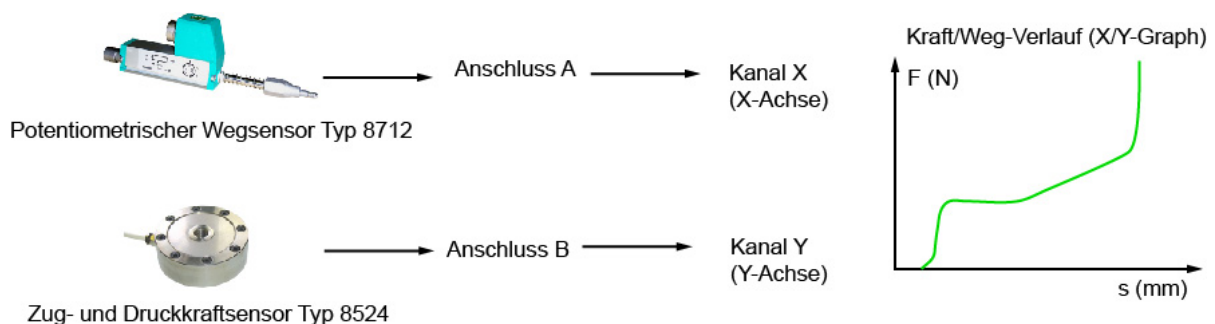 Potentiometrischer Wegsensor Typ 8712
Anschluss A
Kanal X
(X-Achse)
Zug- und Druckkraftsensor Typ 8524
Anschluss B
Kanal Y
(Y-Achse)
Kraft/Weg-Verlauf (X/Y-Graph)
F (N)
s (mm)